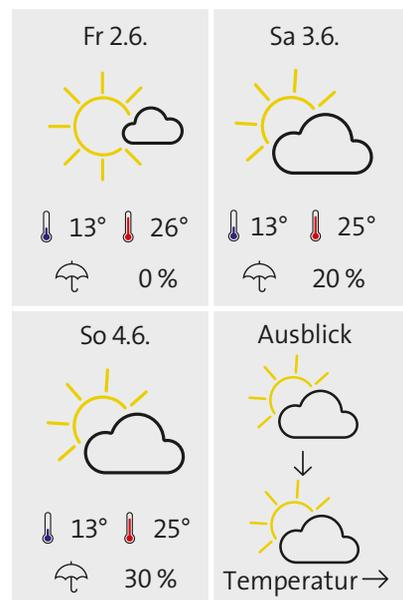 Fr 2.6.
13° 26°
0 %
Sa 3.6.
13° 25°
20 %
So 4.6.
13° 25°
30 %
Ausblick
Temperatur →